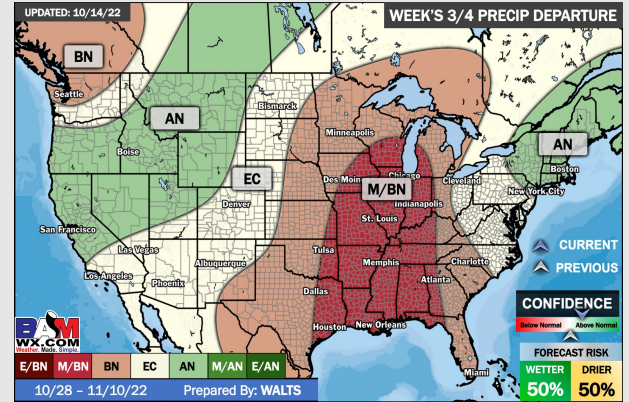 UPDATED: 10/14/22
WEEK'S 3/4 PRECIP DEPARTURE
BN
Seattle
AN
Bismarck
Minneapolis
Boise
AN
Boston
EC
Des Moin
Chicago
Cleveland
M/BN
New York City
Denver
Indianapolis
St. Louis
San Francisco
CURRENT
Las Vegas
Tulsa
Albuquerque
Memphis
Charlotte
PREVIOUS
Los Angeles
Phoenix
Atlanta
Dallas
CONFIDENCE
Houston
New Orleans
Below Normal
Above Normal
BAM
WX.COM
Weather. Made. Simple.
FORECAST RISK
E/BN M/BN BN EC AN M/AN E/AN
Miami
WETTER
DRIER
10/28 – 11/10/22
Prepared By: WALTS
50%
50%